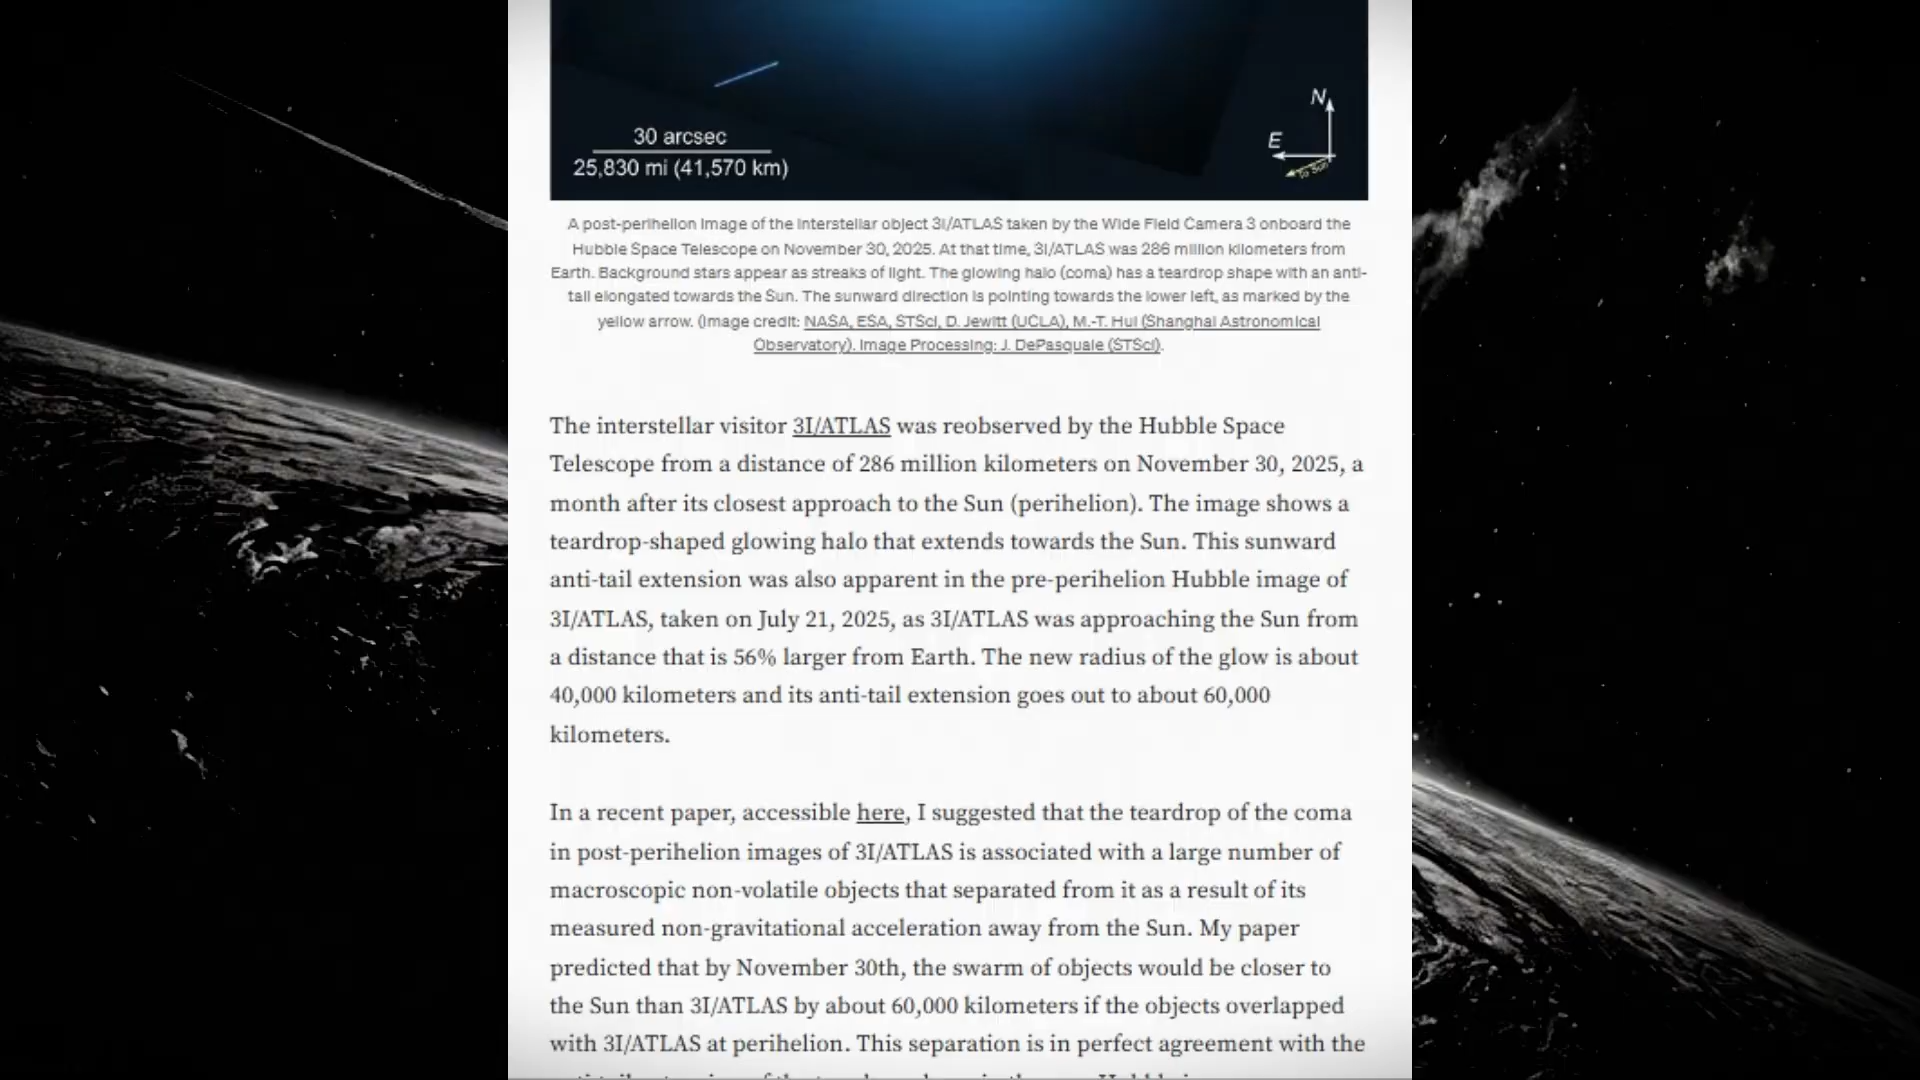 N
E
To Sun
30 arcsec
25,830 mi (41,570 km)
A post-perihelion image of the interstellar object 3I/ATLAS taken by the Wide Field Camera 3 onboard the
Hubble Space Telescope on November 30, 2025. At that time, 3I/ATLAS was 286 million kilometers from
Earth. Background stars appear as streaks of light. The glowing halo (coma) has a teardrop shape with an anti-
tail elongated towards the Sun. The sunward direction is pointing towards the lower left, as marked by the
yellow arrow. (Image credit: NASA, ESA, STScI, D. Jewitt (UCLA), M.-T. Hui (Shanghai Astronomical
Observatory). Image Processing: J. DePasquale (STScI).
The interstellar visitor 3I/ATLAS was reobserved by the Hubble Space
Telescope from a distance of 286 million kilometers on November 30, 2025, a
month after its closest approach to the Sun (perihelion). The image shows a
teardrop-shaped glowing halo that extends towards the Sun. This sunward
anti-tail extension was also apparent in the pre-perihelion Hubble image of
3I/ATLAS, taken on July 21, 2025, as 3I/ATLAS was approaching the Sun from
a distance that is 56% larger from Earth. The new radius of the glow is about
40,000 kilometers and its anti-tail extension goes out to about 60,000
kilometers.
In a recent paper, accessible here, I suggested that the teardrop of the coma
in post-perihelion images of 3I/ATLAS is associated with a large number of
macroscopic non-volatile objects that separated from it as a result of its
measured non-gravitational acceleration away from the Sun. My paper
predicted that by November 30th, the swarm of objects would be closer to
the Sun than 3I/ATLAS by about 60,000 kilometers if the objects overlapped
with 3I/ATLAS at perihelion. This separation is in perfect agreement with the